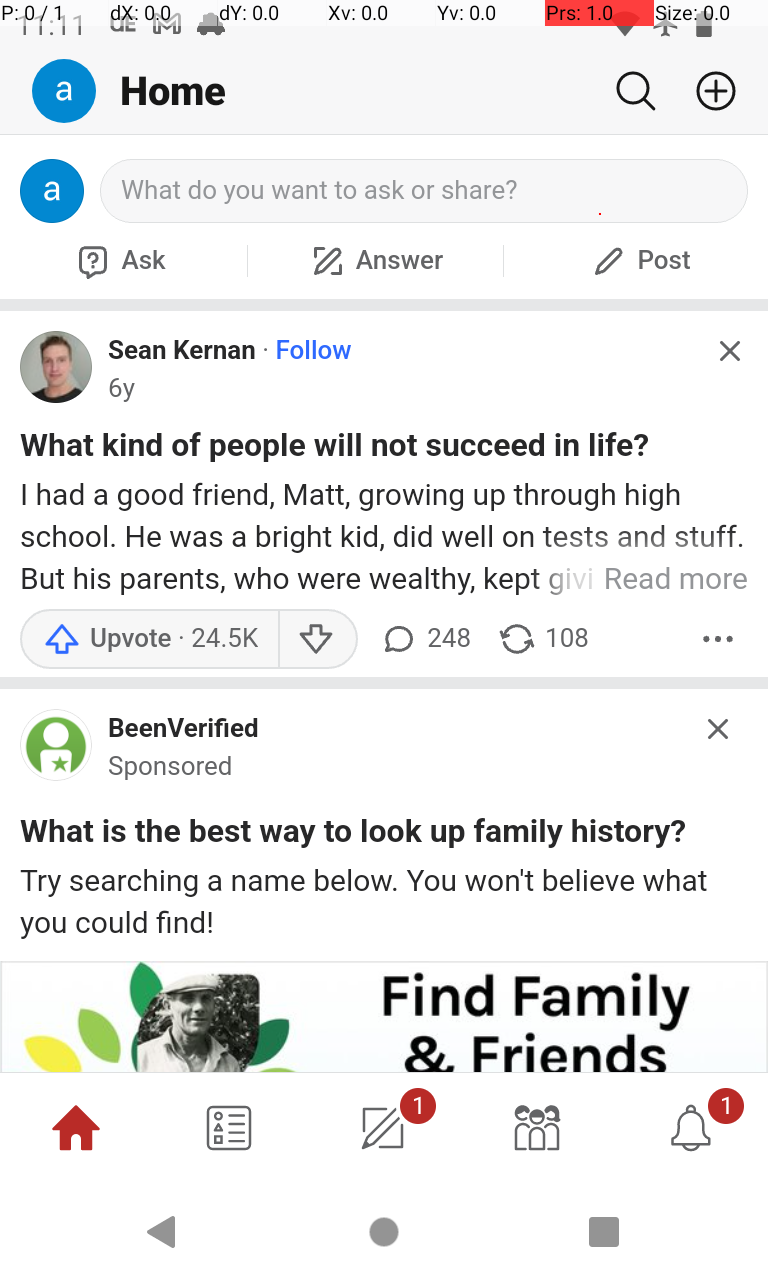 P: 0 / 1 dX: 0.0 dY: 0.0 Xv: 0.0 Yv: 0.0 Prs: 1.0 Size: 0.0
11:11
a Home
a What do you want to ask or share?
Ask Answer Post
Sean Kernan · Follow
6y
What kind of people will not succeed in life?
I had a good friend, Matt, growing up through high
school. He was a bright kid, did well on tests and stuff.
But his parents, who were wealthy, kept givi Read more
Upvote · 24.5K 248 108
BeenVerified
Sponsored
What is the best way to look up family history?
Try searching a name below. You won't believe what
you could find!
Find Family
& Friends
1 1